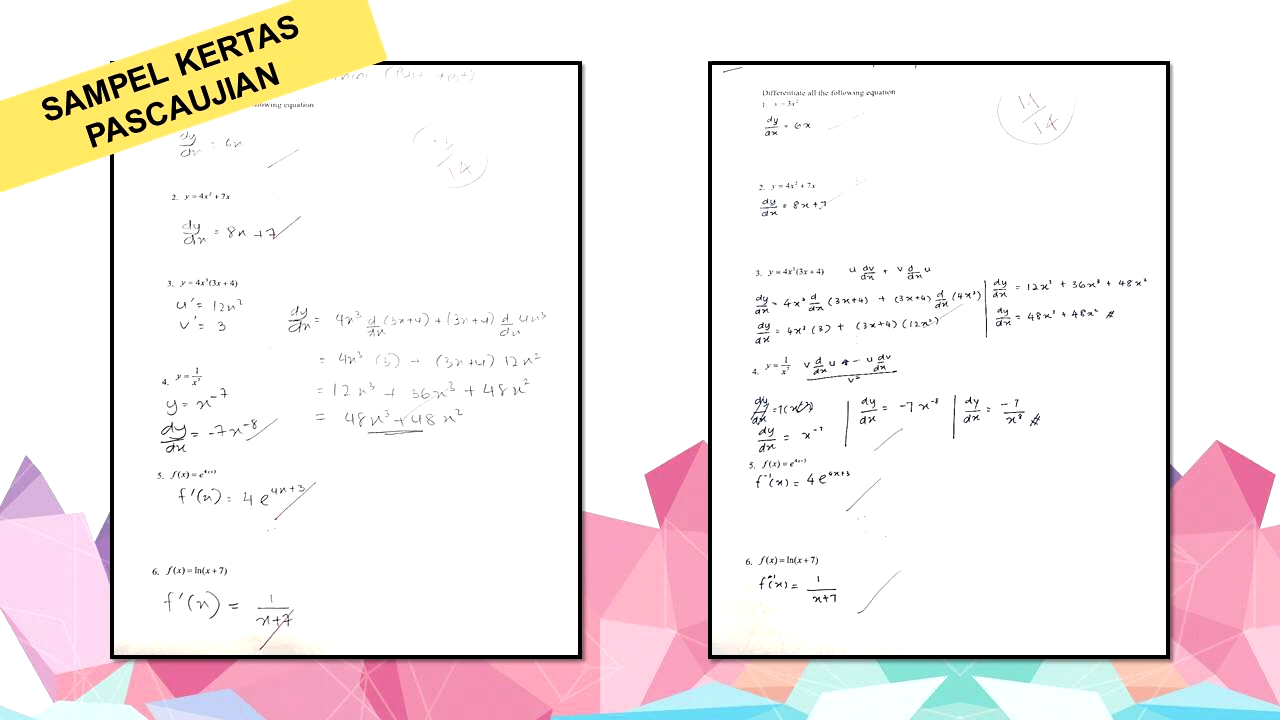 SAMPEL KERTAS
PASCAUJIAN
following equation
dy/dx = 6x
14
2. y = 4x² + 7x
dy/dx = 8x + 7
3. y = 4x³(3x + 4)
u' = 12x²
v' = 3
dy/dx = 4x³ d/dx (3x+4) + (3x+4) d/dx 4x³
= 4x³ (3) + (3x+4) 12x²
= 12x³ + 36x³ + 48x²
= 48x³ + 48x²
4. y = 1/x⁷
y = x⁻⁷
dy/dx = -7x⁻⁸
5. f(x) = e⁴ˣ⁺³
f'(x) = 4e⁴ˣ⁺³
6. f(x) = ln(x + 7)
f'(x) = 1/(x+7)
Differentiate all the following equation
1. y = 3x²
dy/dx = 6x
14/14
2. y = 4x² + 7x
dy/dx = 8x + 7
3. y = 4x³(3x + 4) u dv/dx + v d/dx u
dy/dx = 4x³ d/dx (3x+4) + (3x+4) d/dx (4x³)
dy/dx = 4x³ (3) + (3x+4)(12x²)
dy/dx = 12x³ + 36x³ + 48x²
dy/dx = 48x³ + 48x² #
4. y = 1/x⁷
dy/dx = x⁻⁷
dy/dx = -7x⁻⁸
dy/dx = -7/x⁸ #
5. f(x) = e⁴ˣ⁺³
f⁻¹(x) = 4e⁴ˣ⁺³
6. f(x) = ln(x + 7)
f(x) = 1/(x+7)